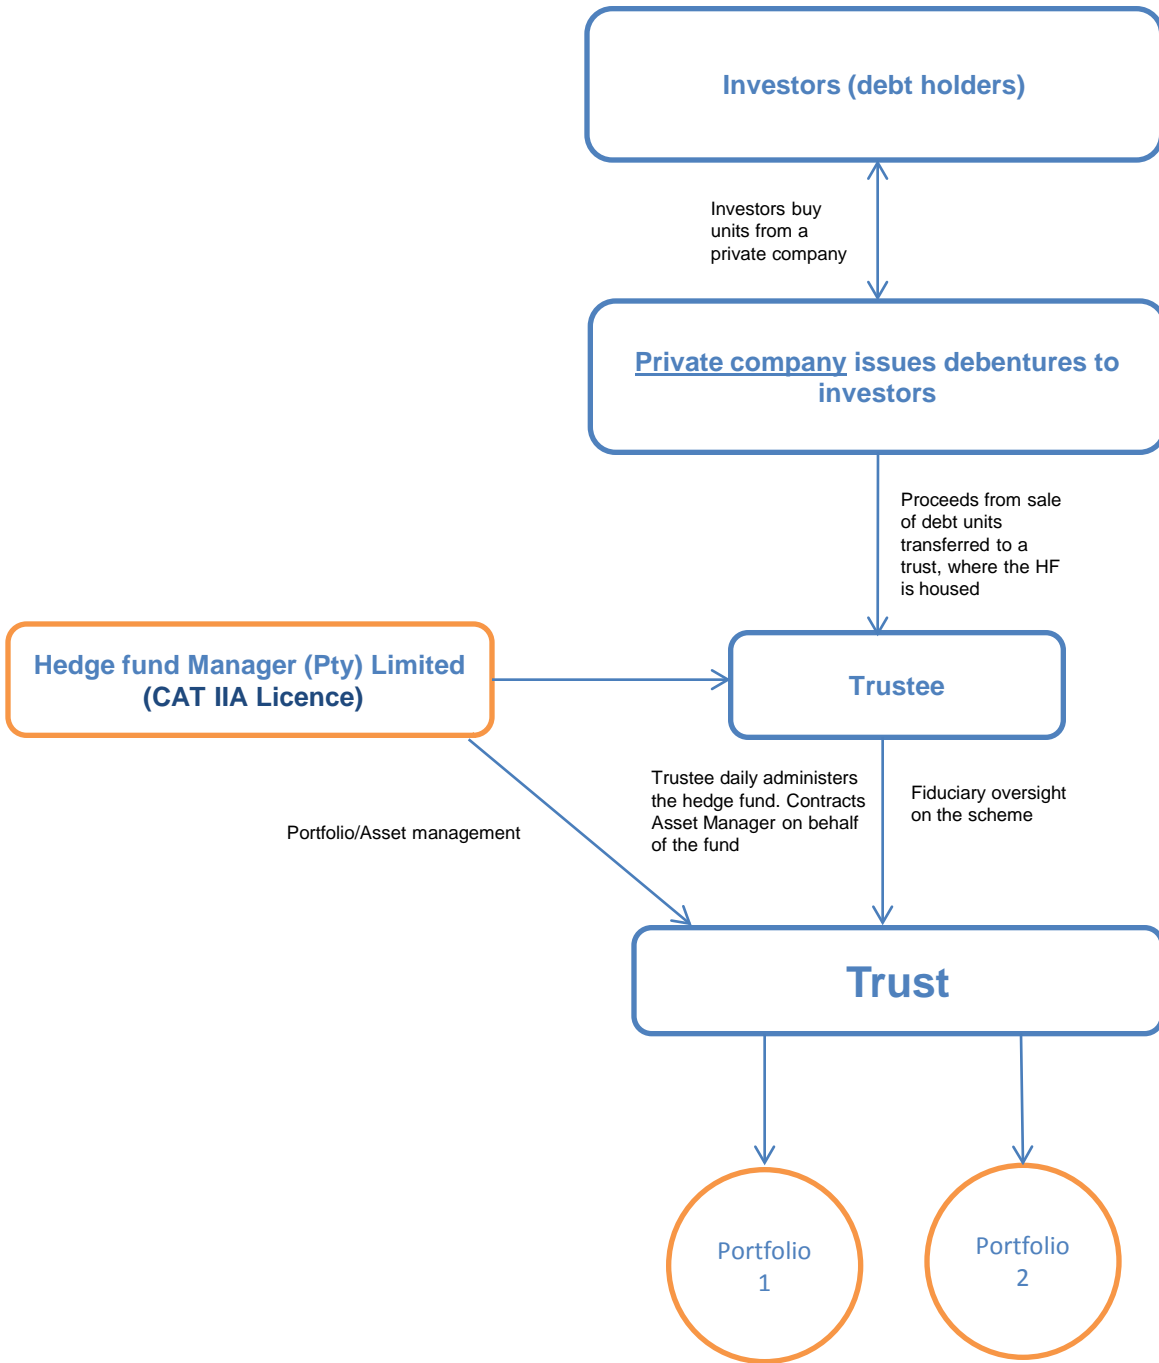 Investors (debt holders)
Investors buy
units from a
private company
Private company issues debentures to
investors
Proceeds from sale
of debt units
transferred to a
trust, where the HF
is housed
Hedge fund Manager (Pty) Limited
(CAT IIA Licence)
Trustee
Portfolio/Asset management
Trustee daily administers
the hedge fund. Contracts
Asset Manager on behalf
of the fund
Fiduciary oversight
on the scheme
Trust
Portfolio
1
Portfolio
2